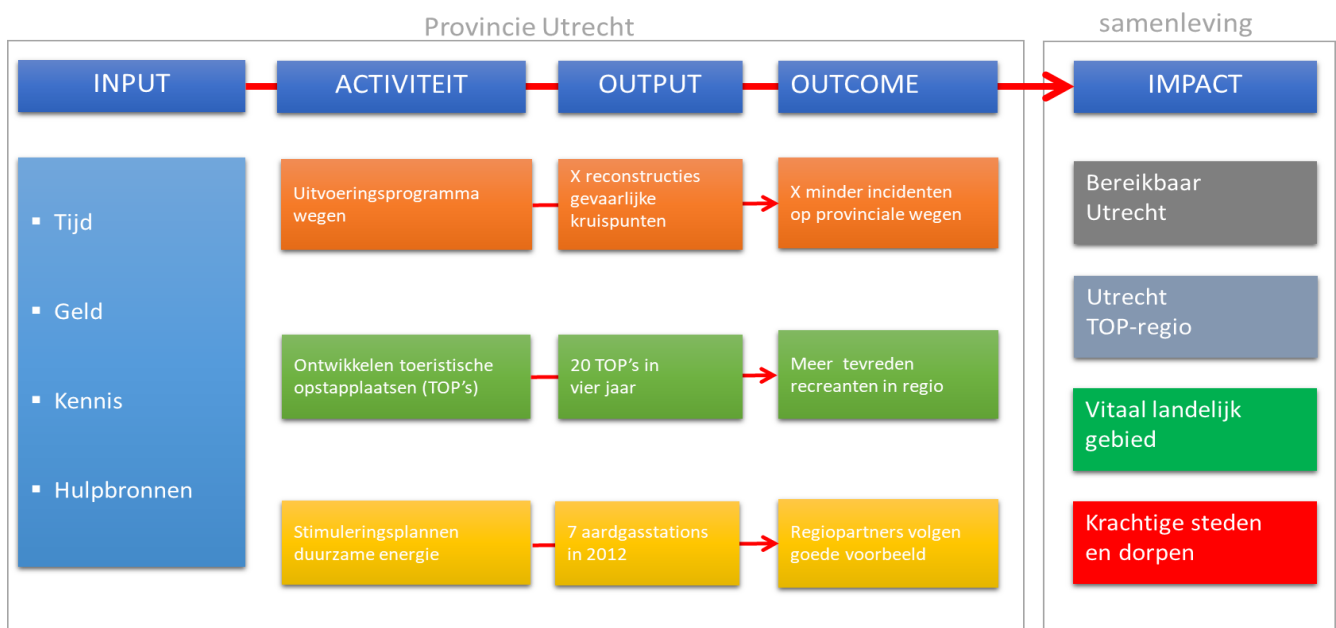 Provincie Utrecht
samenleving
INPUT
ACTIVITEIT
OUTPUT
OUTCOME
IMPACT
▪ Tijd
▪ Geld
▪ Kennis
▪ Hulpbronnen
Uitvoeringsprogramma
wegen
X reconstructies
gevaarlijke
kruispunten
X minder incidenten
op provinciale wegen
Ontwikkelen toeristische
opstapplaatsen (TOP’s)
20 TOP’s in
vier jaar
Meer tevreden
recreanten in regio
Stimuleringsplannen
duurzame energie
7 aardgasstations
in 2012
Regiopartners volgen
goede voorbeeld
Bereikbaar
Utrecht
Utrecht
TOP-regio
Vitaal landelijk
gebied
Krachtige steden
en dorpen